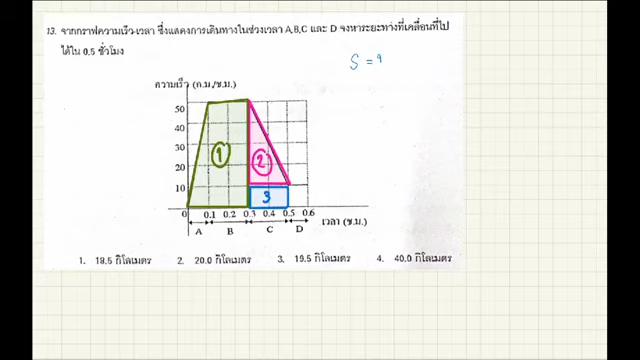 13. จากกราฟความเร็ว-เวลา ซึ่งแสดงการเดินทางในช่วงเวลา A,B,C และ D จงหาระยะทางที่เคลื่อนที่ไป
ได้ใน 0.5 ชั่วโมง
S = ?
ความเร็ว (ก.ม./ช.ม.)
50
40
30
20
10
1
2
3
0 0.1 0.2 0.3 0.4 0.5 0.6
เวลา (ช.ม.)
A B C D
1. 18.5 กิโลเมตร 2. 20.0 กิโลเมตร 3. 19.5 กิโลเมตร 4. 40.0 กิโลเมตร